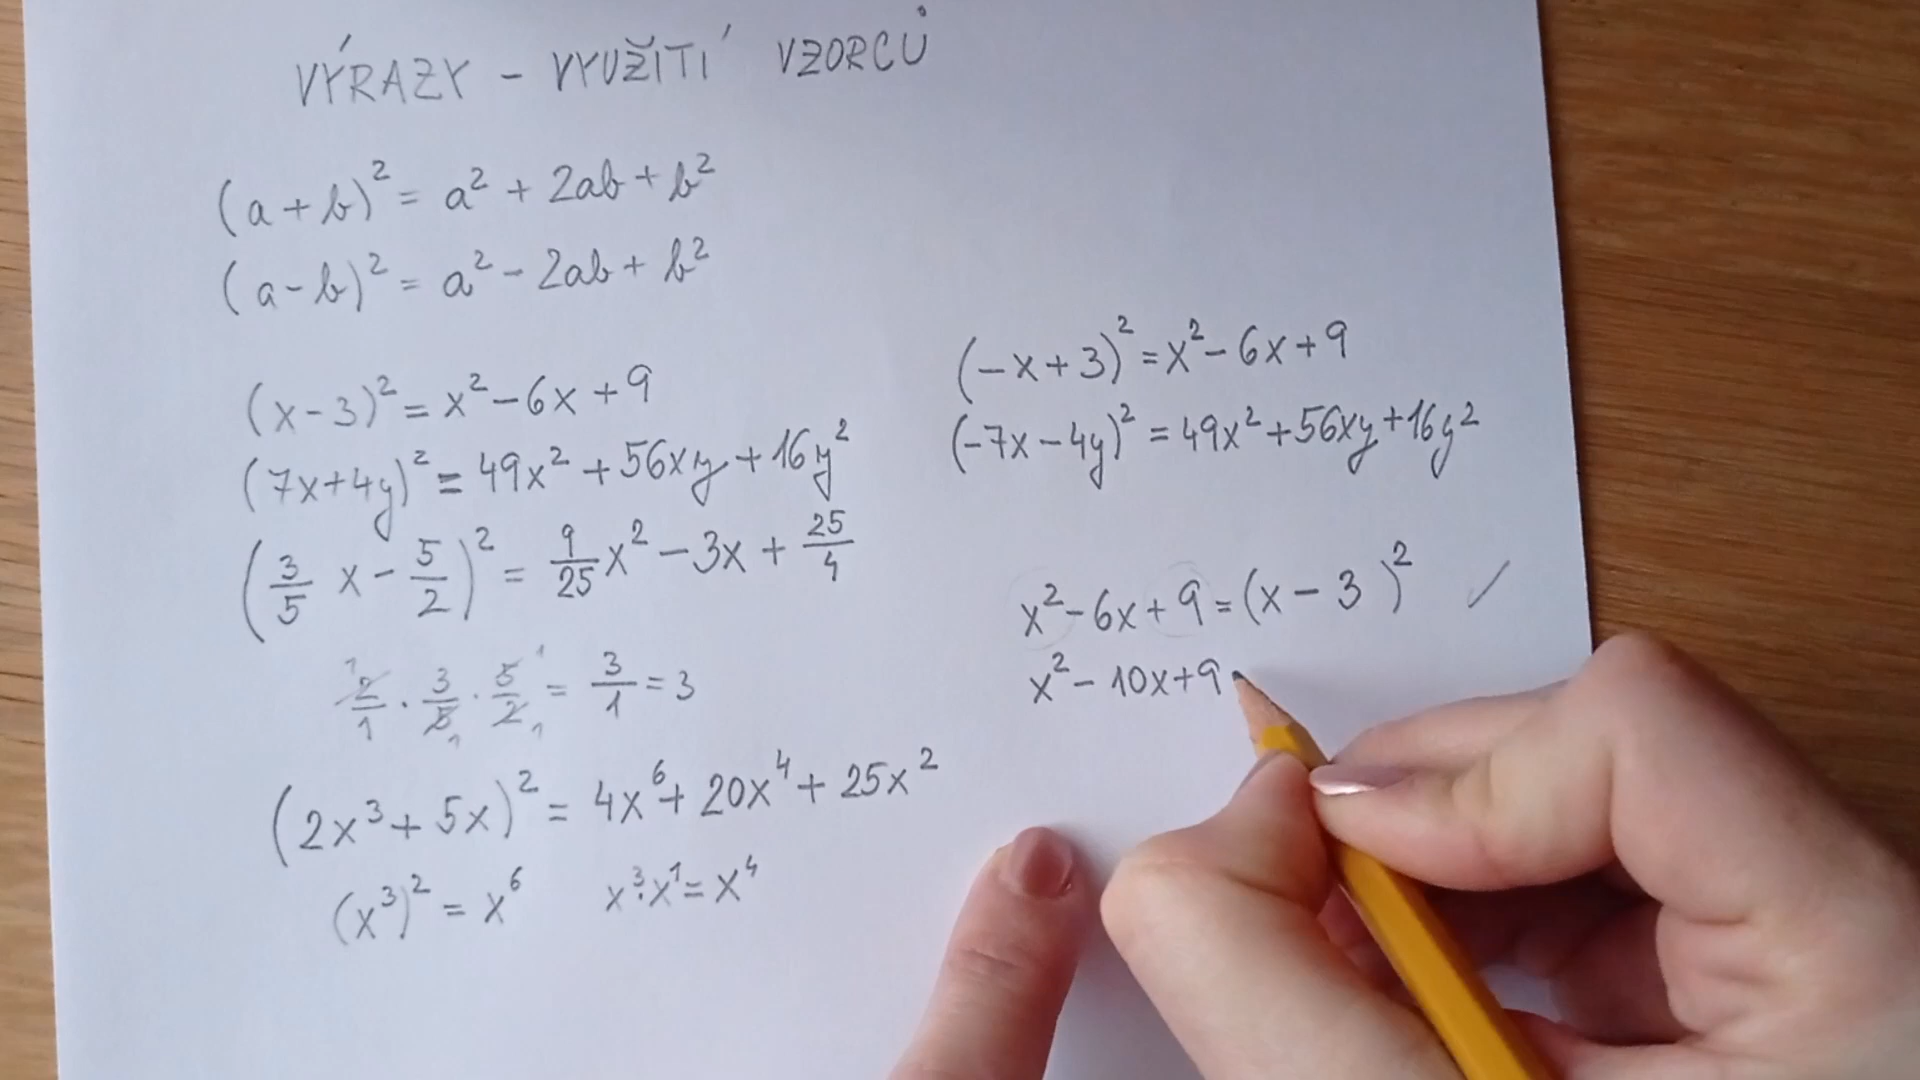 VÝRAZY - VYUŽITÍ VZORCŮ
(a+b)² = a² + 2ab + b²
(a-b)² = a² - 2ab + b²
(x-3)² = x² - 6x + 9
(7x+4y)² = 49x² + 56xy + 16y²
(3/5 x - 5/2)² = 9/25 x² - 3x + 25/4
2/1 · 3/5 · 5/2 = 3/1 = 3
(2x³ + 5x)² = 4x⁶ + 20x⁴ + 25x²
(x³)² = x⁶ x³·x¹ = x⁴
(-x+3)² = x² - 6x + 9
(-7x-4y)² = 49x² + 56xy + 16y²
x² - 6x + 9 = (x - 3)² ✓
x² - 10x + 9